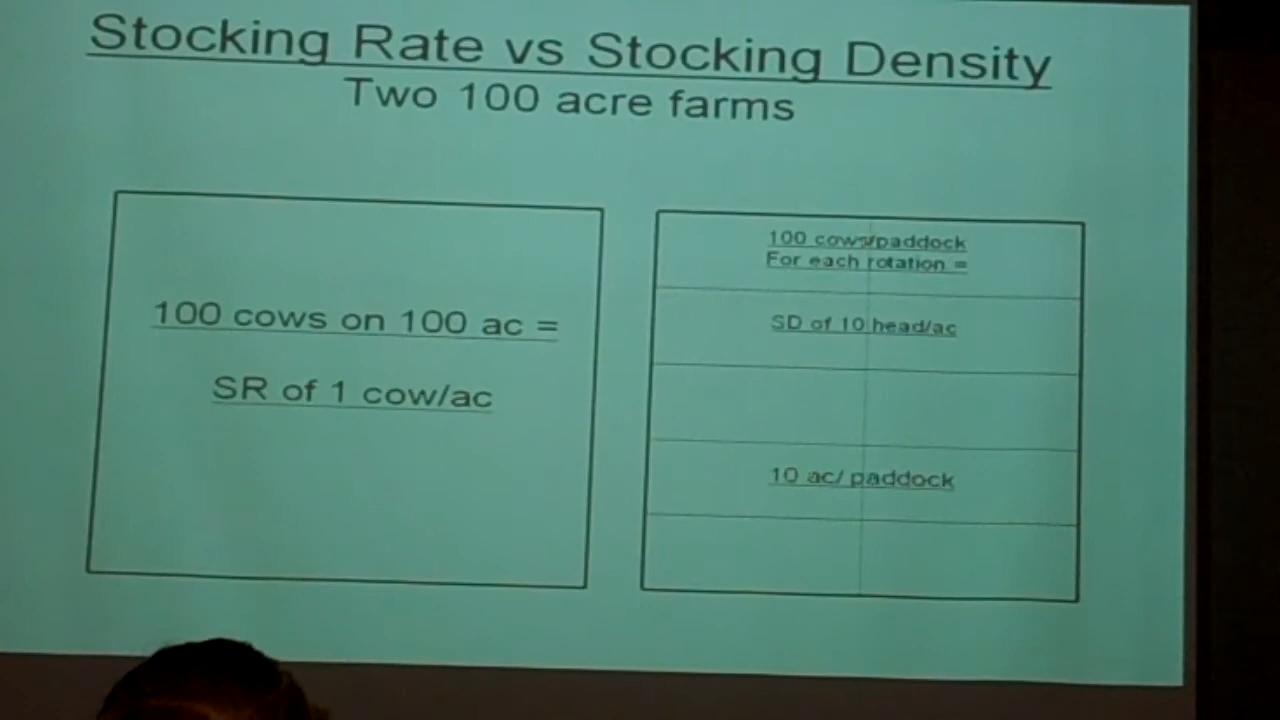 Stocking Rate vs Stocking Density
Two 100 acre farms
100 cows on 100 ac =
SR of 1 cow/ac
100 cows/paddock
For each rotation =
SD of 10 head/ac
10 ac/ paddock